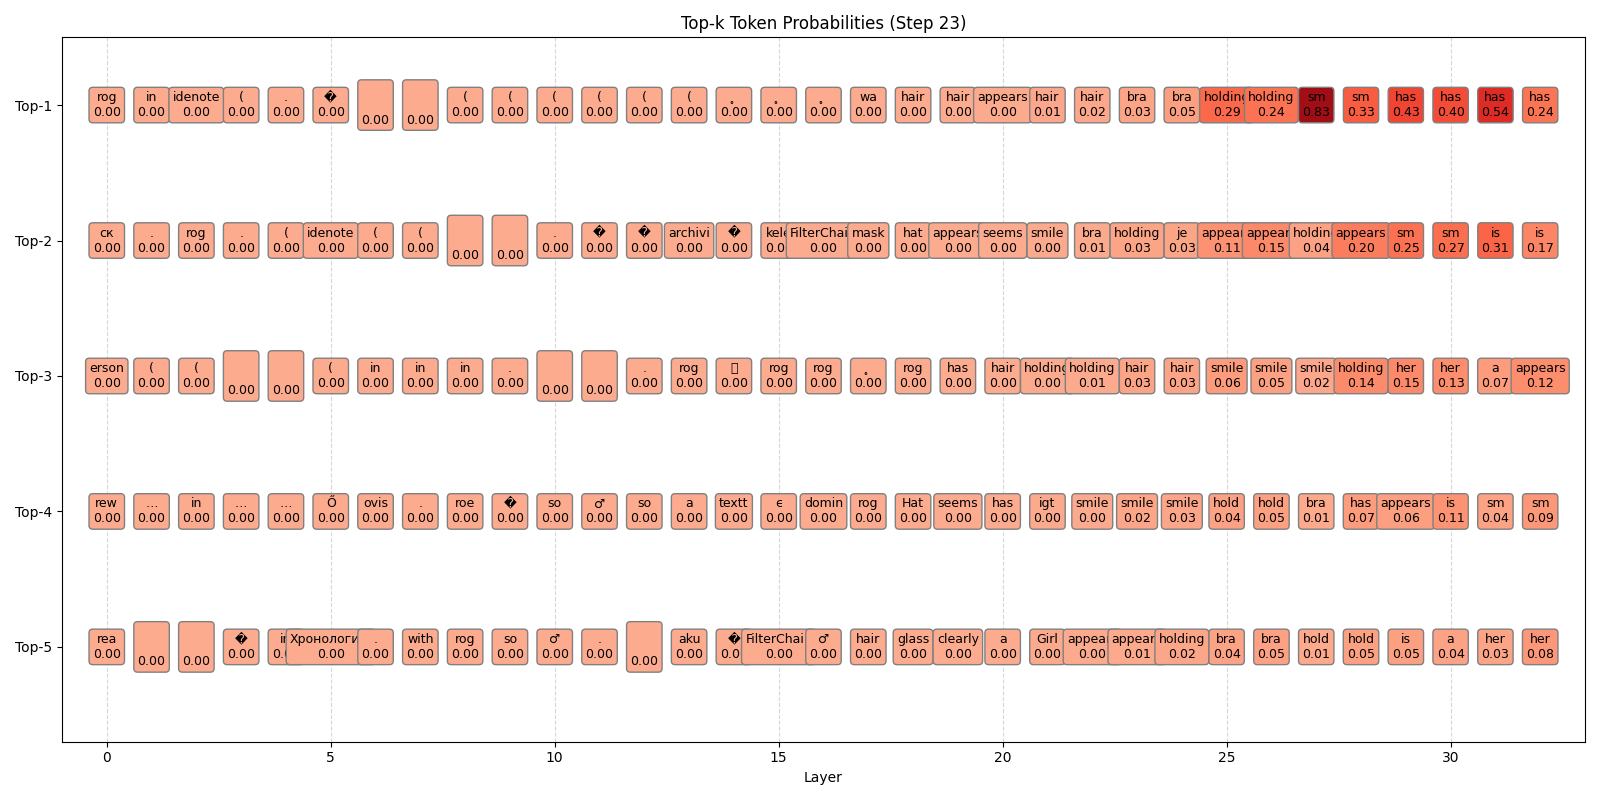 Top-k Token Probabilities (Step 23)
Top-1
rog in idenote ( . � ( ( ( ( ( ( ˳ ˳ ˳ wa hair hair appears hair hair bra bra holding holding sm sm has has has has
0.00 0.00 0.00 0.00 0.00 0.00 0.00 0.00 0.00 0.00 0.00 0.00 0.00 0.00 0.00 0.00 0.00 0.00 0.00 0.00 0.00 0.01 0.02 0.03 0.05 0.29 0.24 0.83 0.33 0.43 0.40 0.54 0.24
Top-2
ск . rog . ( idenote ( ( . � � archivi � kele FilterChai mask hat appears seems smile bra holding je appear appear holdin appears sm sm is is
0.00 0.00 0.00 0.00 0.00 0.00 0.00 0.00 0.00 0.00 0.00 0.00 0.00 0.00 0.00 0.00 0.00 0.00 0.00 0.00 0.00 0.00 0.01 0.03 0.03 0.11 0.15 0.04 0.20 0.25 0.27 0.31 0.17
Top-3
erson ( ( ( in in in . . rog rog rog ˳ rog has hair holding holding hair hair smile smile smile holding her her a appears
0.00 0.00 0.00 0.00 0.00 0.00 0.00 0.00 0.00 0.00 0.00 0.00 0.00 0.00 0.00 0.00 0.00 0.00 0.00 0.00 0.00 0.00 0.01 0.03 0.03 0.06 0.05 0.02 0.14 0.15 0.13 0.07 0.12
Top-4
rew ... in ... ... Ő ovis . roe � so ♂ so a textt є domin rog Hat seems has igt smile smile smile hold hold bra has appears is sm sm
0.00 0.00 0.00 0.00 0.00 0.00 0.00 0.00 0.00 0.00 0.00 0.00 0.00 0.00 0.00 0.00 0.00 0.00 0.00 0.00 0.00 0.00 0.00 0.02 0.03 0.04 0.05 0.01 0.07 0.06 0.11 0.04 0.09
Top-5
rea � in Хронологи . with rog so ♂ . aku � FilterChai ♂ hair glass clearly a Girl appea appear holding bra bra hold hold is a her her
0.00 0.00 0.00 0.00 0.00 0.00 0.00 0.00 0.00 0.00 0.00 0.00 0.00 0.00 0.00 0.00 0.00 0.00 0.00 0.00 0.00 0.00 0.00 0.01 0.02 0.04 0.05 0.01 0.05 0.05 0.04 0.03 0.08
0 5 10 15 20 25 30
Layer